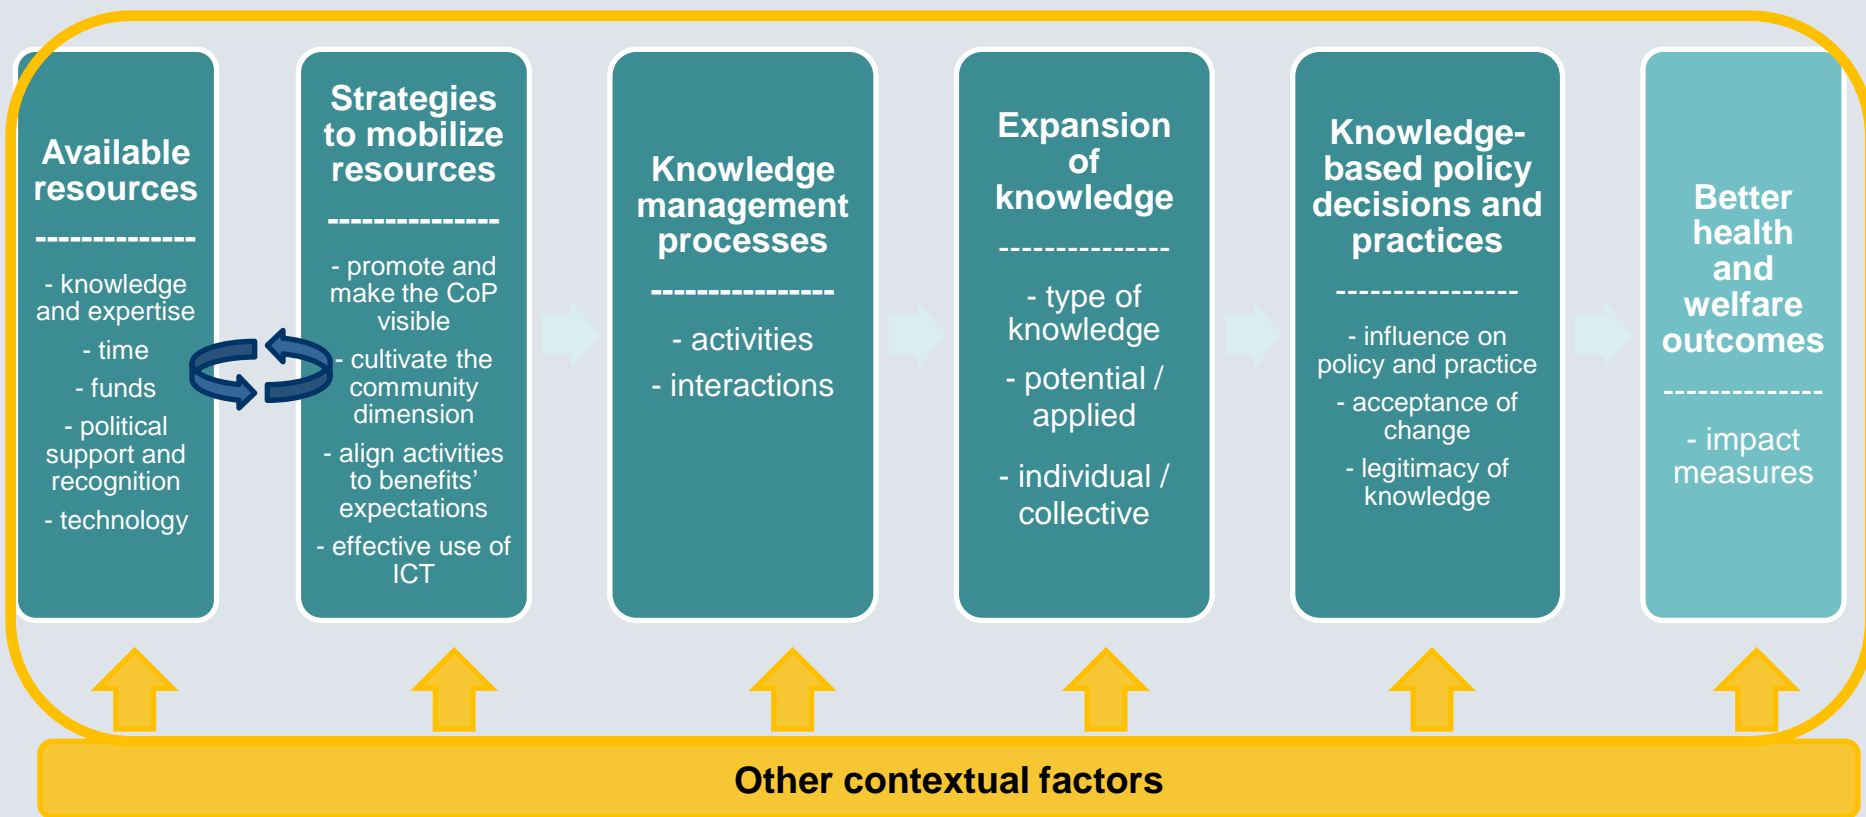 Available
resources
--------------
- knowledge
and expertise
- time
- funds
- political
support and
recognition
- technology
Strategies
to mobilize
resources
---------------
- promote and
make the CoP
visible
- cultivate the
community
dimension
- align activities
to benefits’
expectations
- effective use of
ICT
Knowledge
management
processes
----------------
- activities
- interactions
Expansion
of
knowledge
---------------
- type of
knowledge
- potential /
applied
- individual /
collective
Knowledge-
based policy
decisions and
practices
----------------
- influence on
policy and practice
- acceptance of
change
- legitimacy of
knowledge
Better
health
and
welfare
outcomes
--------------
- impact
measures
Other contextual factors